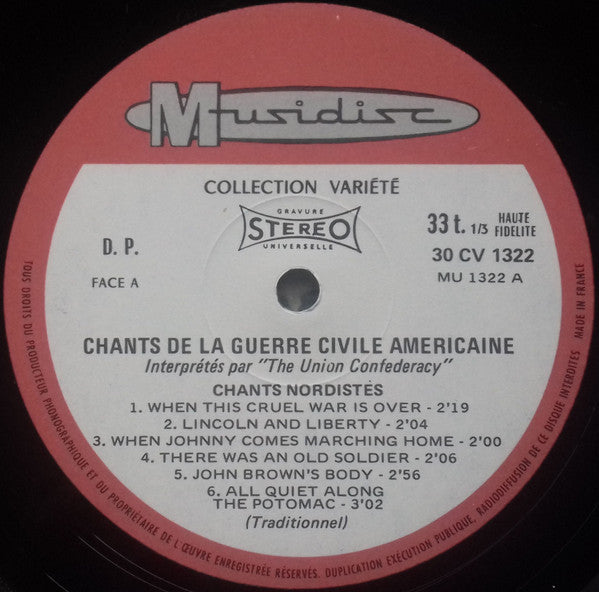 Musidisc
COLLECTION VARIÉTÉ
GRAVURE
STEREO
UNIVERSELLE
33 t. 1/3 HAUTE FIDELITE
D. P.
30 CV 1322
FACE A
MU 1322 A
CHANTS DE LA GUERRE CIVILE AMERICAINE
Interprétés par "The Union Confederacy"
CHANTS NORDISTES
1. WHEN THIS CRUEL WAR IS OVER - 2'19
2. LINCOLN AND LIBERTY - 2'04
3. WHEN JOHNNY COMES MARCHING HOME - 2'00
4. THERE WAS AN OLD SOLDIER - 2'06
5. JOHN BROWN'S BODY - 2'56
6. ALL QUIET ALONG
THE POTOMAC - 3'02
(Traditionnel)
TOUS DROITS DU PRODUCTEUR PHONOGRAPHIQUE ET DU PROPRIÉTAIRE DE L'ŒUVRE ENREGISTRÉE RÉSERVÉS. DUPLICATION EXÉCUTION PUBLIQUE, RADIODIFFUSION DE CE DISQUE INTERDITES MADE IN FRANCE